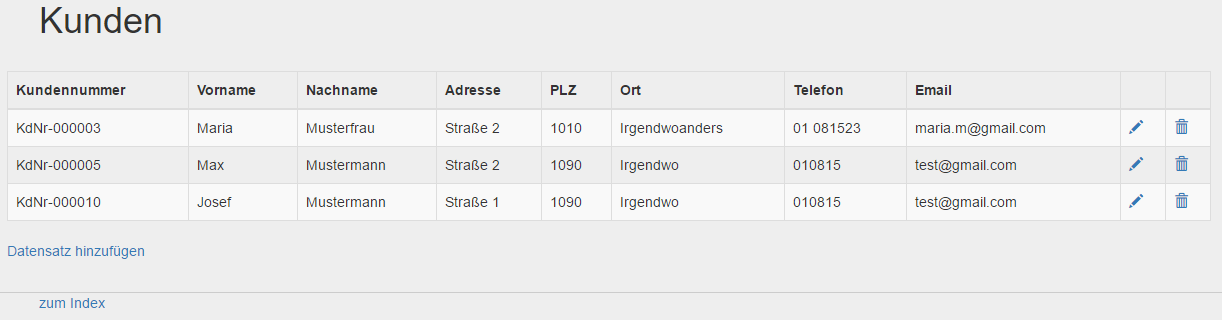 Kunden
Kundennummer Vorname Nachname Adresse PLZ Ort Telefon Email
KdNr-000003 Maria Musterfrau Straße 2 1010 Irgendwoanders 01 081523 maria.m@gmail.com
KdNr-000005 Max Mustermann Straße 2 1090 Irgendwo 010815 test@gmail.com
KdNr-000010 Josef Mustermann Straße 1 1090 Irgendwo 010815 test@gmail.com
Datensatz hinzufügen
zum Index